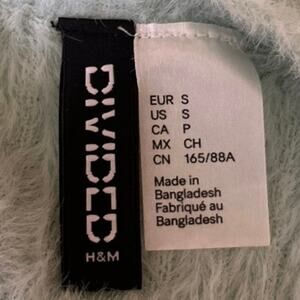 DIVIDED
H&M
EUR S
US S
CA P
MX CH
CN 165/88A
Made in
Bangladesh
Fabriqué au
Bangladesh